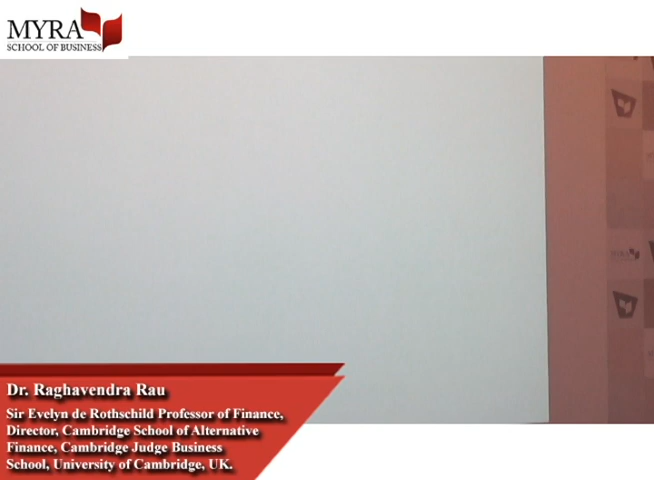 MYRA
SCHOOL OF BUSINESS
Dr. Raghavendra Rau
Sir Evelyn de Rothschild Professor of Finance,
Director, Cambridge School of Alternative
Finance, Cambridge Judge Business
School, University of Cambridge, UK.